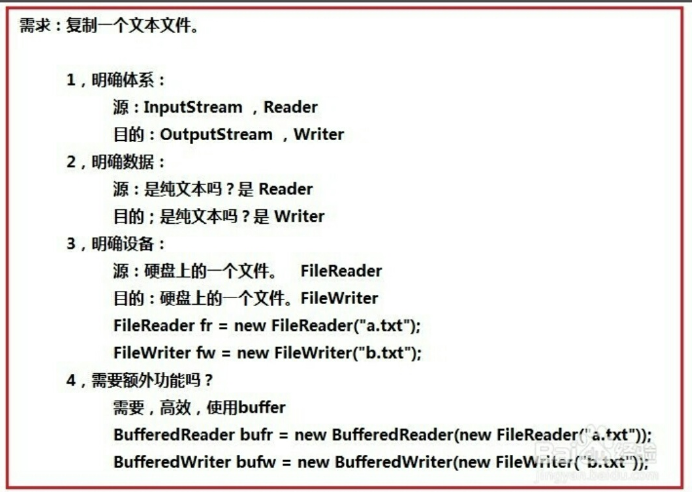 需求：复制一个文本文件。
1，明确体系：
源：InputStream ，Reader
目的：OutputStream ，Writer
2，明确数据：
源：是纯文本吗？是 Reader
目的；是纯文本吗？是 Writer
3，明确设备：
源：硬盘上的一个文件。 FileReader
目的：硬盘上的一个文件。FileWriter
FileReader fr = new FileReader("a.txt");
FileWriter fw = new FileWriter("b.txt");
4，需要额外功能吗？
需要，高效，使用buffer
BufferedReader bufr = new BufferedReader(new FileReader("a.txt"));
BufferedWriter bufw = new BufferedWriter(new FileWriter("b.txt"));